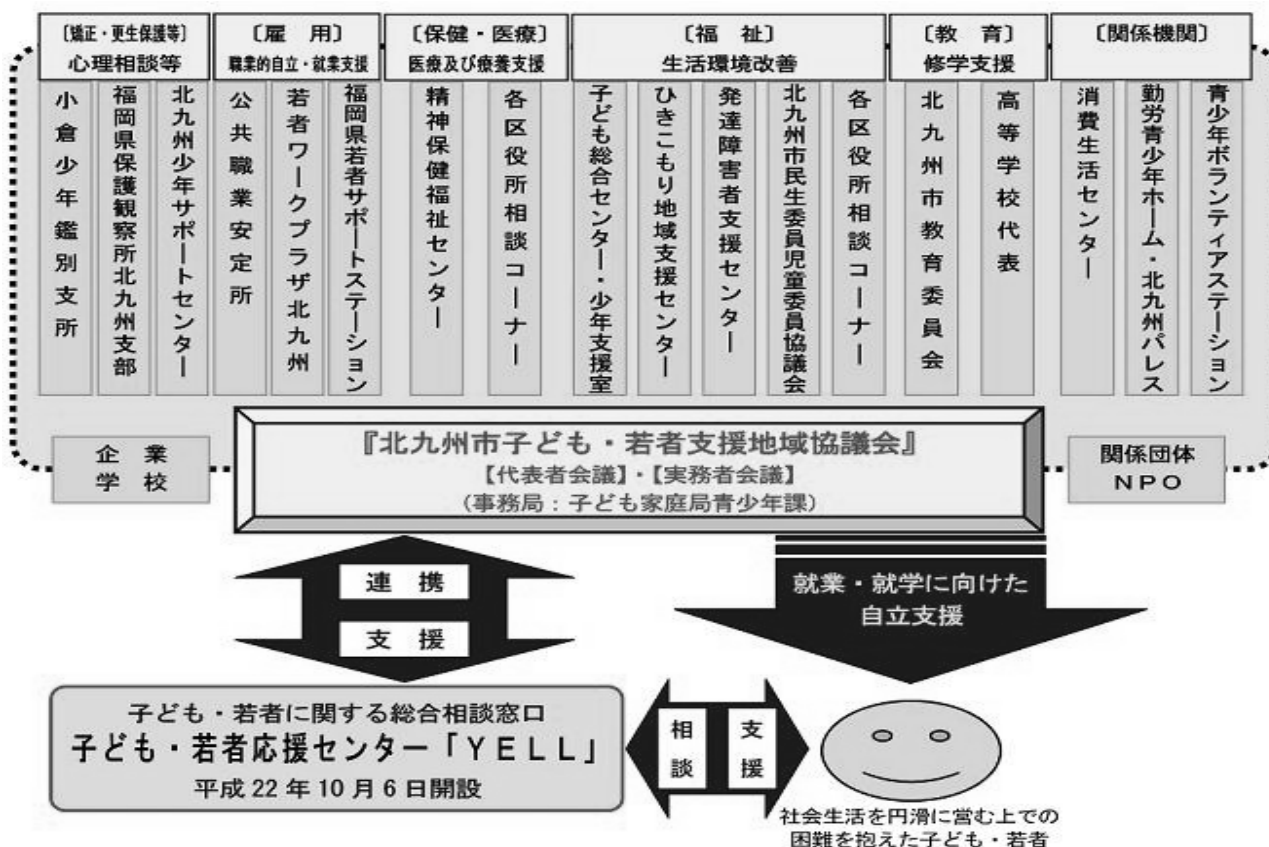 〔矯正・更生保護等〕
心理相談等
小倉少年鑑別支所
福岡県保護観察所北九州支部
北九州少年サポートセンター
〔雇　用〕
職業的自立・就業支援
公共職業安定所
若者ワークプラザ北九州
福岡県若者サポートステーション
〔保健・医療〕
医療及び療養支援
精神保健福祉センター
各区役所相談コーナー
〔福　祉〕
生活環境改善
子ども総合センター・少年支援室
ひきこもり地域支援センター
発達障害者支援センター
北九州市民生委員児童委員協議会
各区役所相談コーナー
〔教　育〕
修学支援
北九州市教育委員会
高等学校代表
〔関係機関〕
消費生活センター
勤労青少年ホーム・北九州パレス
青少年ボランティアステーション
企　業
学　校
『北九州市子ども・若者支援地域協議会』
【代表者会議】・【実務者会議】
（事務局：子ども家庭局青少年課）
関係団体
ＮＰＯ
連　携
支　援
就業・就学に向けた
自立支援
子ども・若者に関する総合相談窓口
子ども・若者応援センター「ＹＥＬＬ」
平成 22 年 10 月 6 日開設
相談
支援
社会生活を円滑に営む上での
困難を抱えた子ども・若者